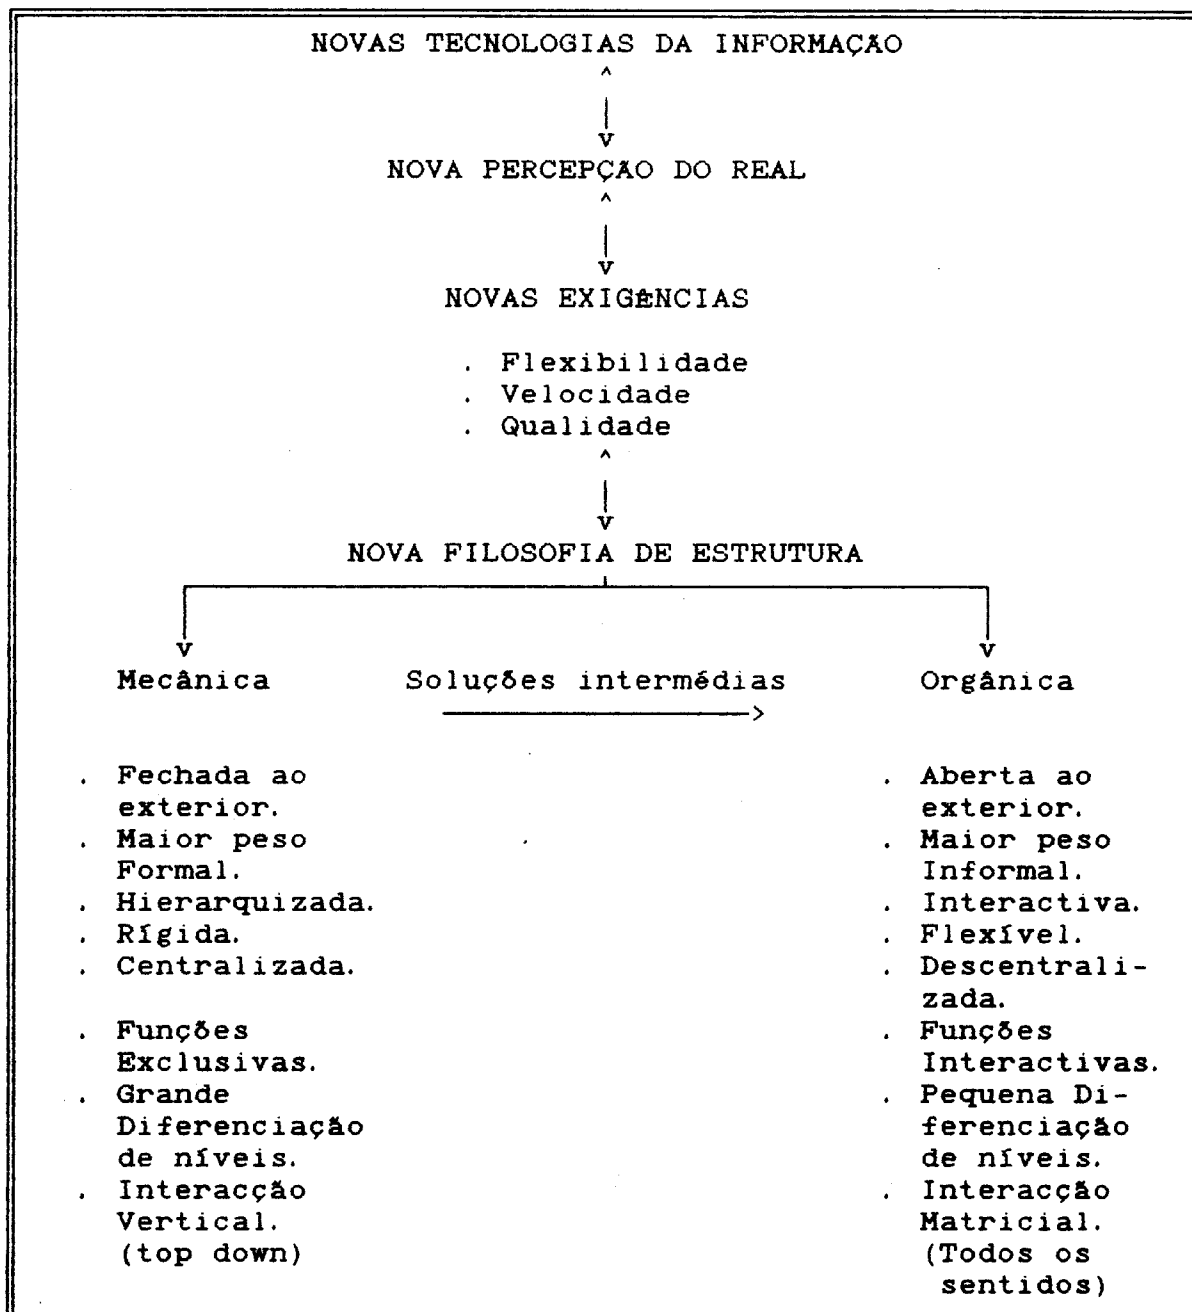 NOVAS TECNOLOGIAS DA INFORMAÇÃO
NOVA PERCEPÇÃO DO REAL
NOVAS EXIGÊNCIAS
. Flexibilidade
. Velocidade
. Qualidade
NOVA FILOSOFIA DE ESTRUTURA
Mecânica
Soluções intermédias
Orgânica
. Fechada ao
exterior.
. Maior peso
Formal.
. Hierarquizada.
. Rígida.
. Centralizada.
. Funções
Exclusivas.
. Grande
Diferenciação
de níveis.
. Interacção
Vertical.
(top down)
. Aberta ao
exterior.
. Maior peso
Informal.
. Interactiva.
. Flexível.
. Descentrali-
zada.
. Funções
Interactivas.
. Pequena Di-
ferenciação
de níveis.
. Interacção
Matricial.
(Todos os
sentidos)